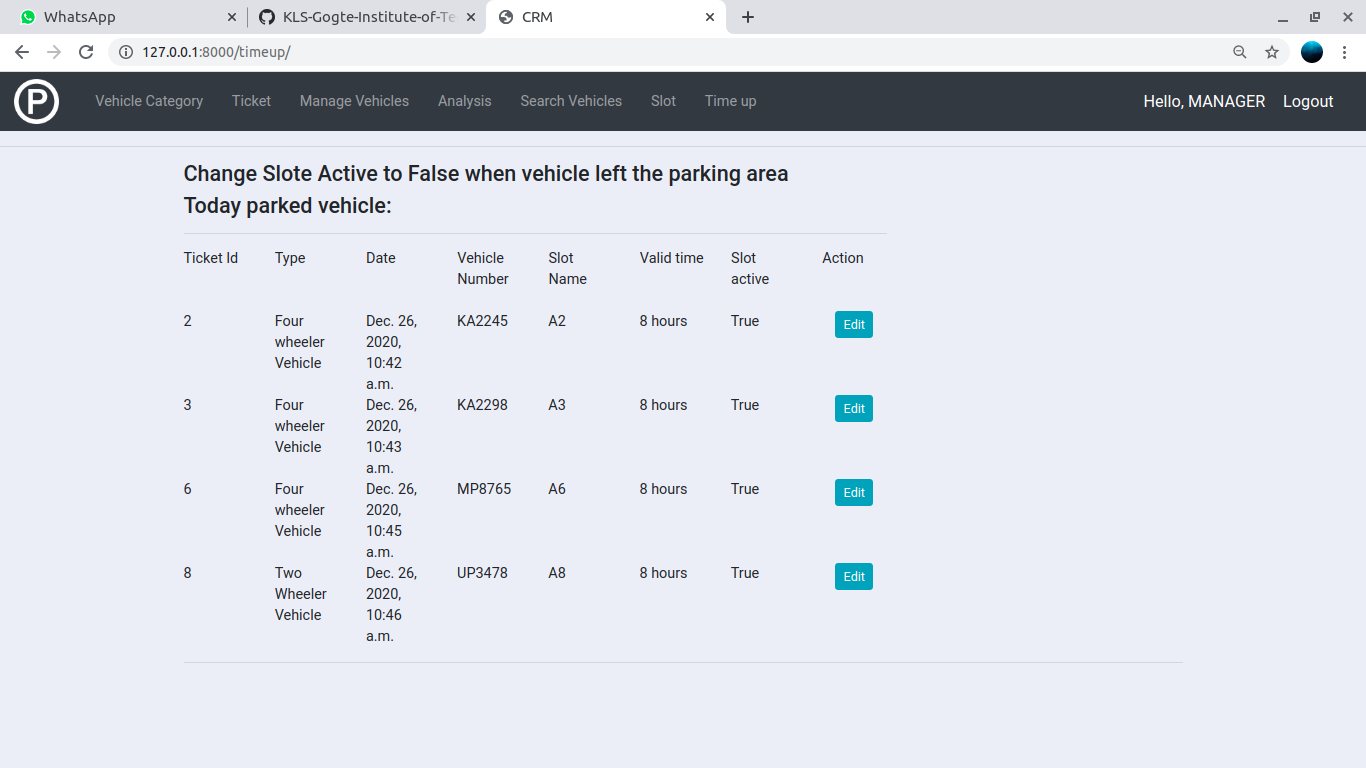 WhatsApp
KLS-Gogte-Institute-of-Te
CRM
127.0.0.1:8000/timeup/
P
Vehicle Category
Ticket
Manage Vehicles
Analysis
Search Vehicles
Slot
Time up
Hello, MANAGER
Logout
Change Slote Active to False when vehicle left the parking area
Today parked vehicle:
Ticket Id
Type
Date
Vehicle
Number
Slot
Name
Valid time
Slot
active
Action
2
Four
wheeler
Vehicle
Dec. 26,
2020,
10:42
a.m.
KA2245
A2
8 hours
True
Edit
3
Four
wheeler
Vehicle
Dec. 26,
2020,
10:43
a.m.
KA2298
A3
8 hours
True
Edit
6
Four
wheeler
Vehicle
Dec. 26,
2020,
10:45
a.m.
MP8765
A6
8 hours
True
Edit
8
Two
Wheeler
Vehicle
Dec. 26,
2020,
10:46
a.m.
UP3478
A8
8 hours
True
Edit